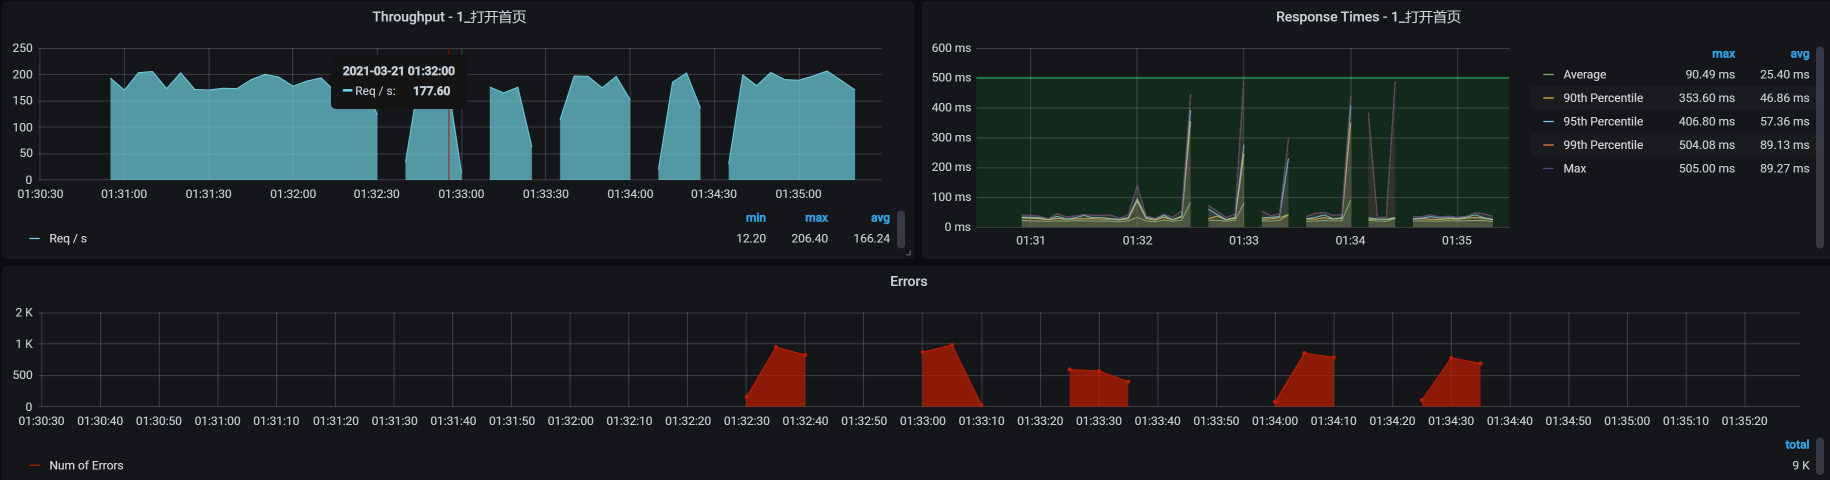 Throughput - 1_打开首页
250
200
150
100
50
0
01:30:30 01:31:00 01:31:30 01:32:00 01:32:30 01:33:00 01:33:30 01:34:00 01:34:30 01:35:00
2021-03-21 01:32:00
Req / s: 177.60
min max avg
Req / s 12.20 206.40 166.24
Response Times - 1_打开首页
600 ms
500 ms
400 ms
300 ms
200 ms
100 ms
0 ms
01:31 01:32 01:33 01:34 01:35
max avg
Average 90.49 ms 25.40 ms
90th Percentile 353.60 ms 46.86 ms
95th Percentile 406.80 ms 57.36 ms
99th Percentile 504.08 ms 89.13 ms
Max 505.00 ms 89.27 ms
Errors
2 K
1 K
500
0
01:30:30 01:30:40 01:30:50 01:31:00 01:31:10 01:31:20 01:31:30 01:31:40 01:31:50 01:32:00 01:32:10 01:32:20 01:32:30 01:32:40 01:32:50 01:33:00 01:33:10 01:33:20 01:33:30 01:33:40 01:33:50 01:34:00 01:34:10 01:34:20 01:34:30 01:34:40 01:34:50 01:35:00 01:35:10 01:35:20
total
Num of Errors 9 K